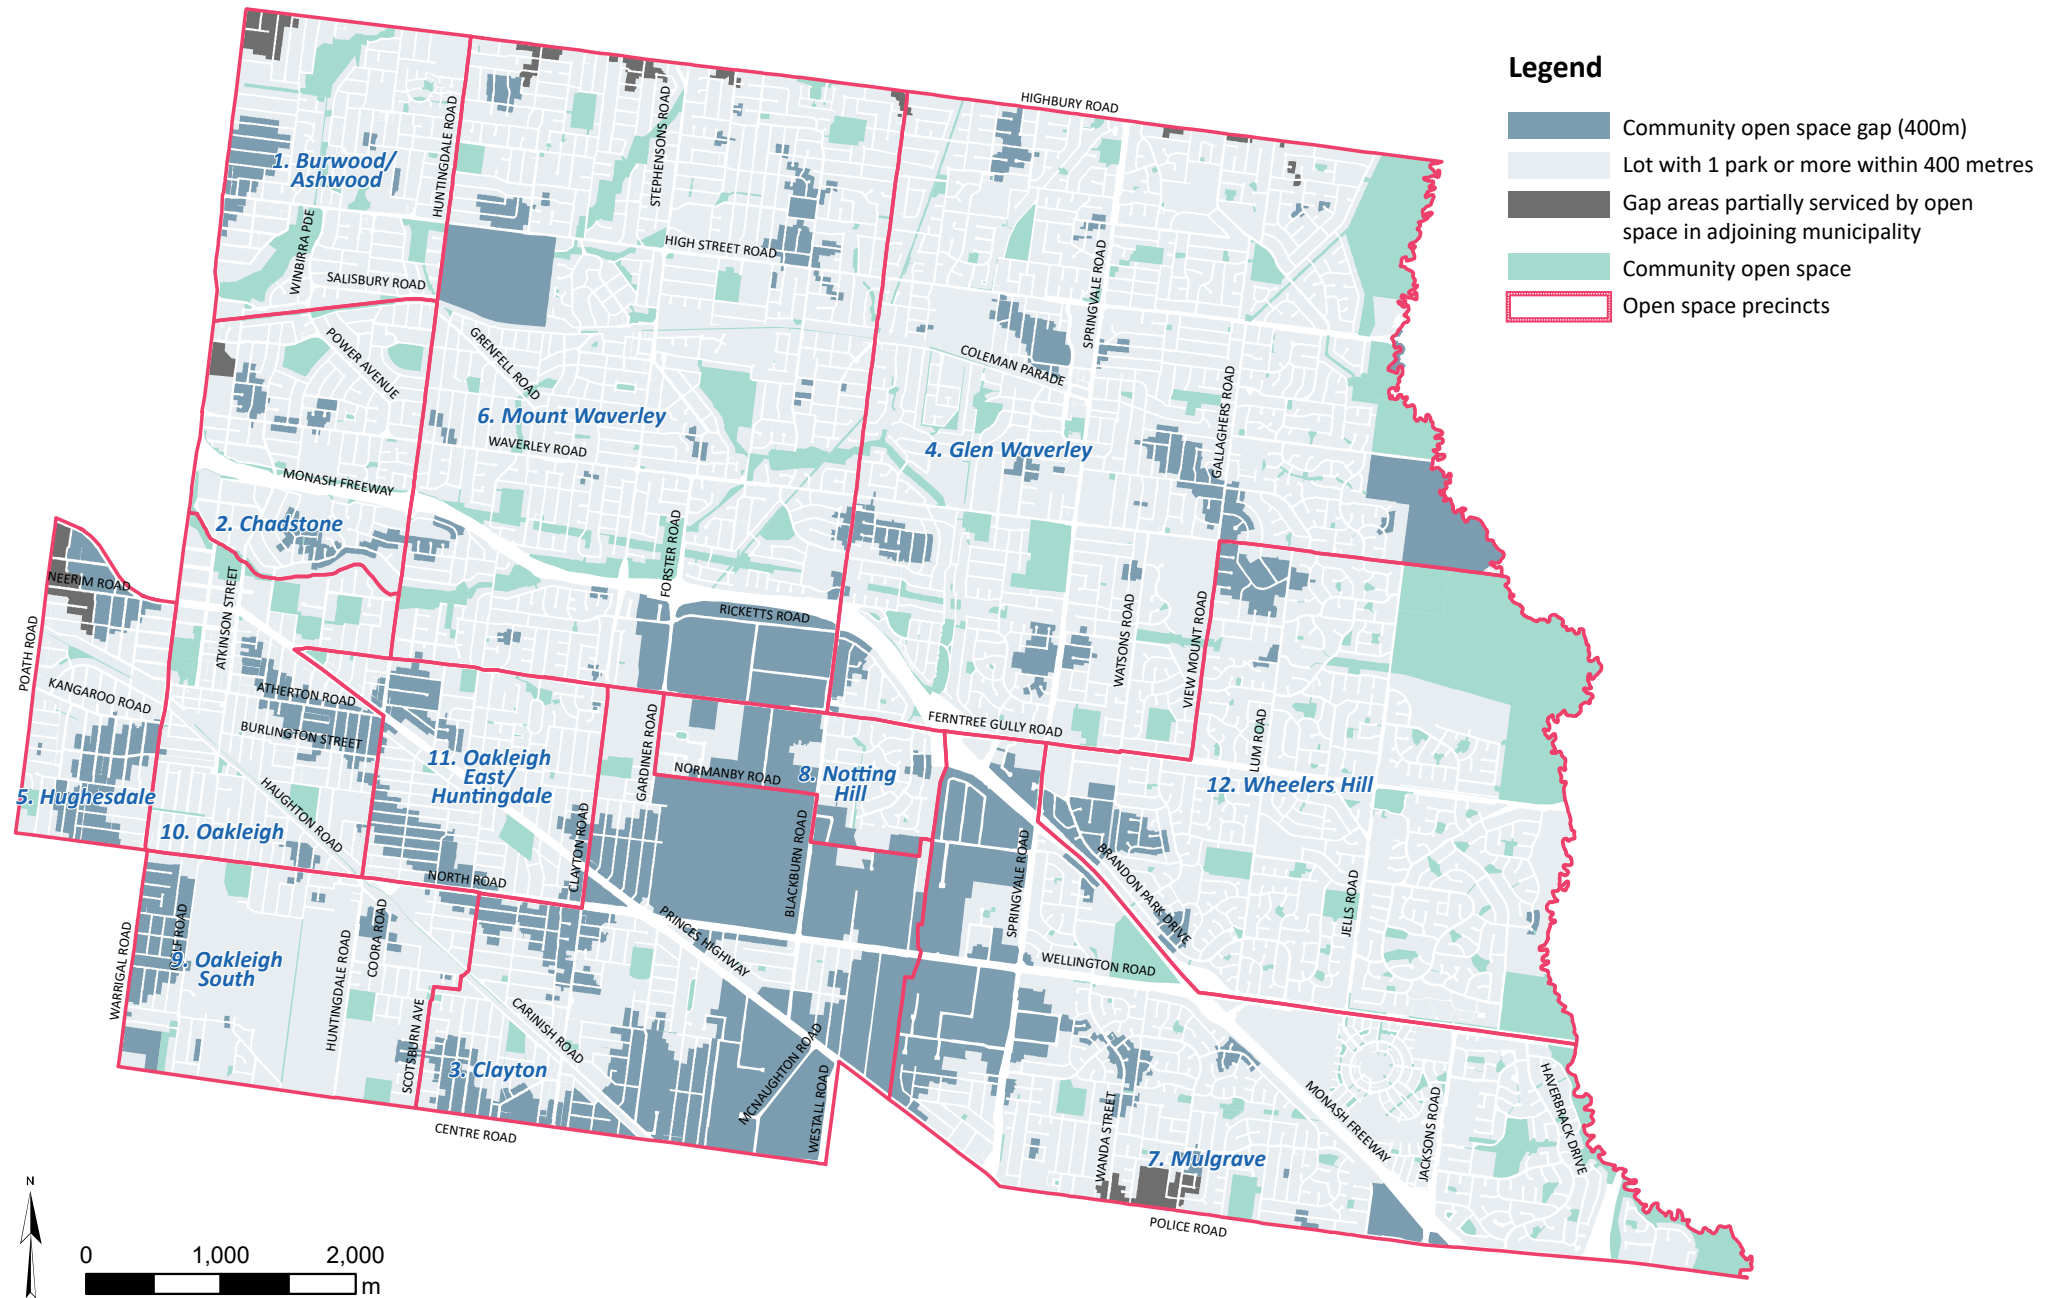 Legend
Community open space gap (400m)
Lot with 1 park or more within 400 metres
Gap areas partially serviced by open
space in adjoining municipality
Community open space
Open space precincts
HIGHBURY ROAD
HUNTINGDALE ROAD
STEPHENSONS ROAD
1. Burwood/
Ashwood
WINBIRRA PDE
HIGH STREET ROAD
SPRINGVALE ROAD
SALISBURY ROAD
POWER AVENUE
GRENFELL ROAD
COLEMAN PARADE
GALLAGHERS ROAD
6. Mount Waverley
WAVERLEY ROAD
4. Glen Waverley
MONASH FREEWAY
2. Chadstone
FORSTER ROAD
NEERIM ROAD
ATKINSON STREET
RICKETTS ROAD
WATSONS ROAD
VIEW MOUNT ROAD
POATH ROAD
KANGAROO ROAD
ATHERTON ROAD
BURLINGTON STREET
GARDINER ROAD
FERNTREE GULLY ROAD
LUM ROAD
11. Oakleigh
East/
Huntingdale
NORMANBY ROAD
8. Notting
Hill
12. Wheelers Hill
5. Hughesdale
HAUGHTON ROAD
10. Oakleigh
CLAYTON ROAD
BLACKBURN ROAD
SPRINGVALE ROAD
BRANDON PARK DRIVE
JELLS ROAD
NORTH ROAD
WARRIGAL ROAD
9. Oakleigh
South
HUNTINGDALE ROAD
COORA ROAD
PRINCES HIGHWAY
WELLINGTON ROAD
SCOTSBURN AVE
CARINISH ROAD
3. Clayton
MCNAUGHTON ROAD
WESTALL ROAD
WANDA STREET
MONASH FREEWAY
JACKSONS ROAD
HAVERBRACK DRIVE
CENTRE ROAD
7. Mulgrave
POLICE ROAD
N
0 1,000 2,000
m